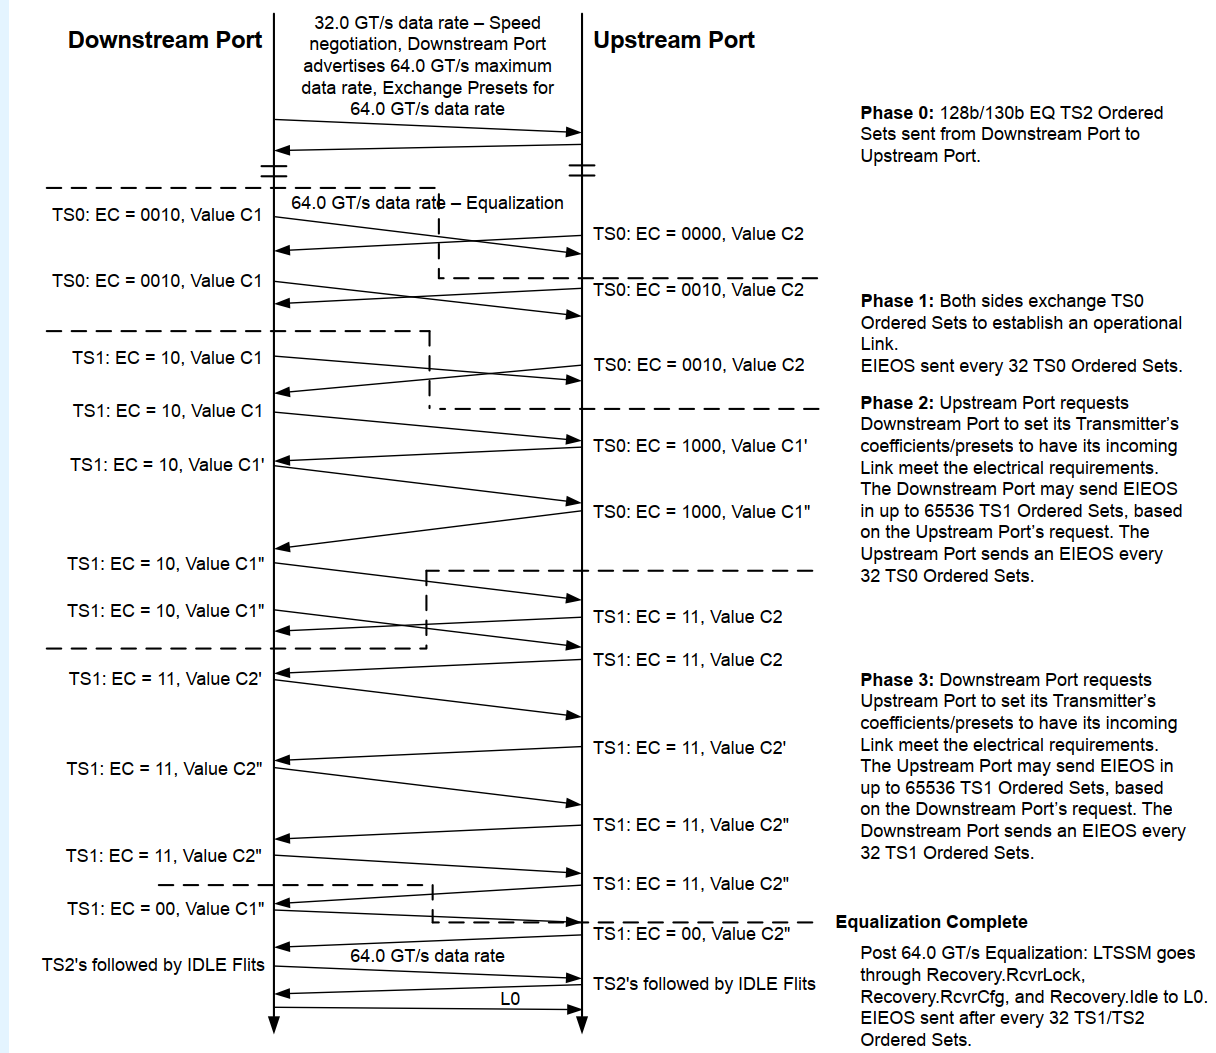 Downstream Port
32.0 GT/s data rate – Speed
negotiation, Downstream Port
advertises 64.0 GT/s maximum
data rate, Exchange Presets for
64.0 GT/s data rate
Upstream Port
Phase 0: 128b/130b EQ TS2 Ordered
Sets sent from Downstream Port to
Upstream Port.
64.0 GT/s data rate – Equalization
TS0: EC = 0010, Value C1
TS0: EC = 0000, Value C2
TS0: EC = 0010, Value C1
TS0: EC = 0010, Value C2
Phase 1: Both sides exchange TS0
Ordered Sets to establish an operational
Link.
EIEOS sent every 32 TS0 Ordered Sets.
TS1: EC = 10, Value C1
TS0: EC = 0010, Value C2
TS1: EC = 10, Value C1
TS0: EC = 1000, Value C1'
TS1: EC = 10, Value C1'
TS0: EC = 1000, Value C1"
Phase 2: Upstream Port requests
Downstream Port to set its Transmitter’s
coefficients/presets to have its incoming
Link meet the electrical requirements.
The Downstream Port may send EIEOS
in up to 65536 TS1 Ordered Sets, based
on the Upstream Port’s request. The
Upstream Port sends an EIEOS every
32 TS0 Ordered Sets.
TS1: EC = 10, Value C1"
TS1: EC = 10, Value C1"
TS1: EC = 11, Value C2
TS1: EC = 11, Value C2
TS1: EC = 11, Value C2'
TS1: EC = 11, Value C2'
TS1: EC = 11, Value C2"
TS1: EC = 11, Value C2"
TS1: EC = 11, Value C2"
TS1: EC = 11, Value C2"
Phase 3: Downstream Port requests
Upstream Port to set its Transmitter’s
coefficients/presets to have its incoming
Link meet the electrical requirements.
The Upstream Port may send EIEOS in
up to 65536 TS1 Ordered Sets, based
on the Downstream Port’s request. The
Downstream Port sends an EIEOS every
32 TS1 Ordered Sets.
TS1: EC = 00, Value C1"
TS1: EC = 00, Value C2"
Equalization Complete
64.0 GT/s data rate
TS2's followed by IDLE Flits
TS2's followed by IDLE Flits
L0
Post 64.0 GT/s Equalization: LTSSM goes
through Recovery.RcvrLock,
Recovery.RcvrCfg, and Recovery.Idle to L0.
EIEOS sent after every 32 TS1/TS2
Ordered Sets.